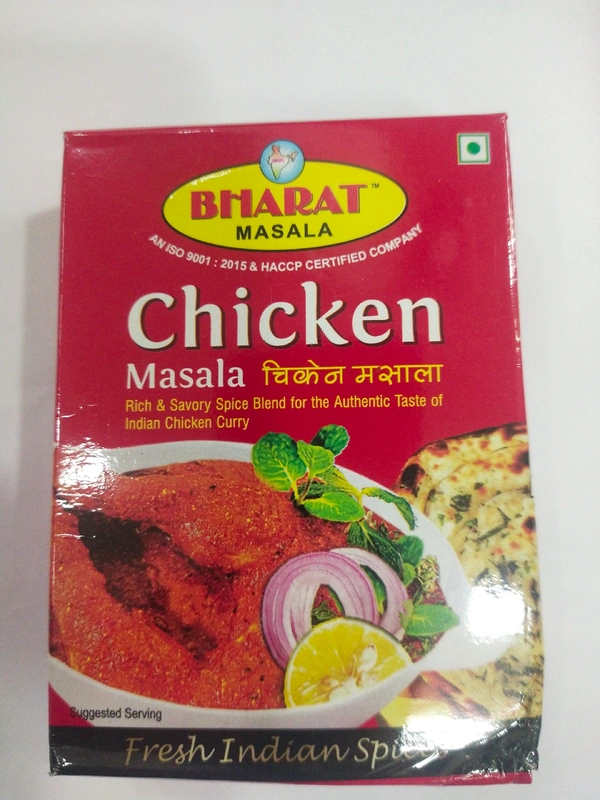 BHARAT™
MASALA
AN ISO 9001 : 2015 & HACCP CERTIFIED COMPANY
Chicken
Masala चिकेन मसाला
Rich & Savory Spice Blend for the Authentic Taste of
Indian Chicken Curry
Suggested Serving
Fresh Indian